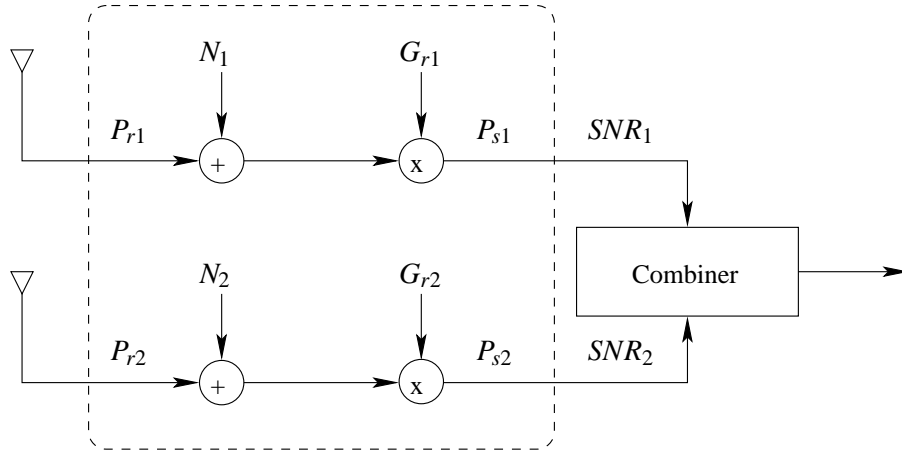 N1 Gr1
Pr1 Ps1 SNR1
+ x
Combiner
N2 Gr2
Pr2 Ps2 SNR2
+ x